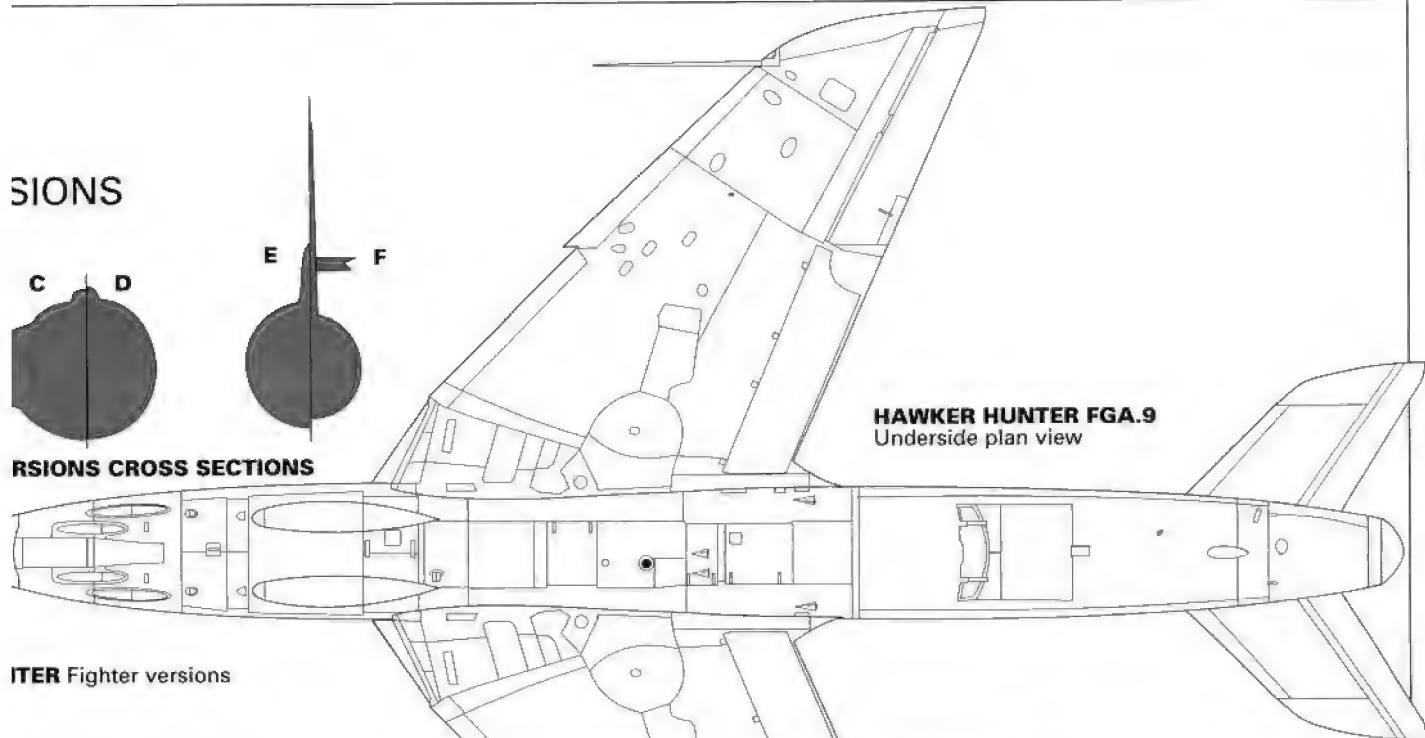 SIONS
E F
C D
HAWKER HUNTER FGA.9
Underside plan view
RSIONS CROSS SECTIONS
ITER Fighter versions